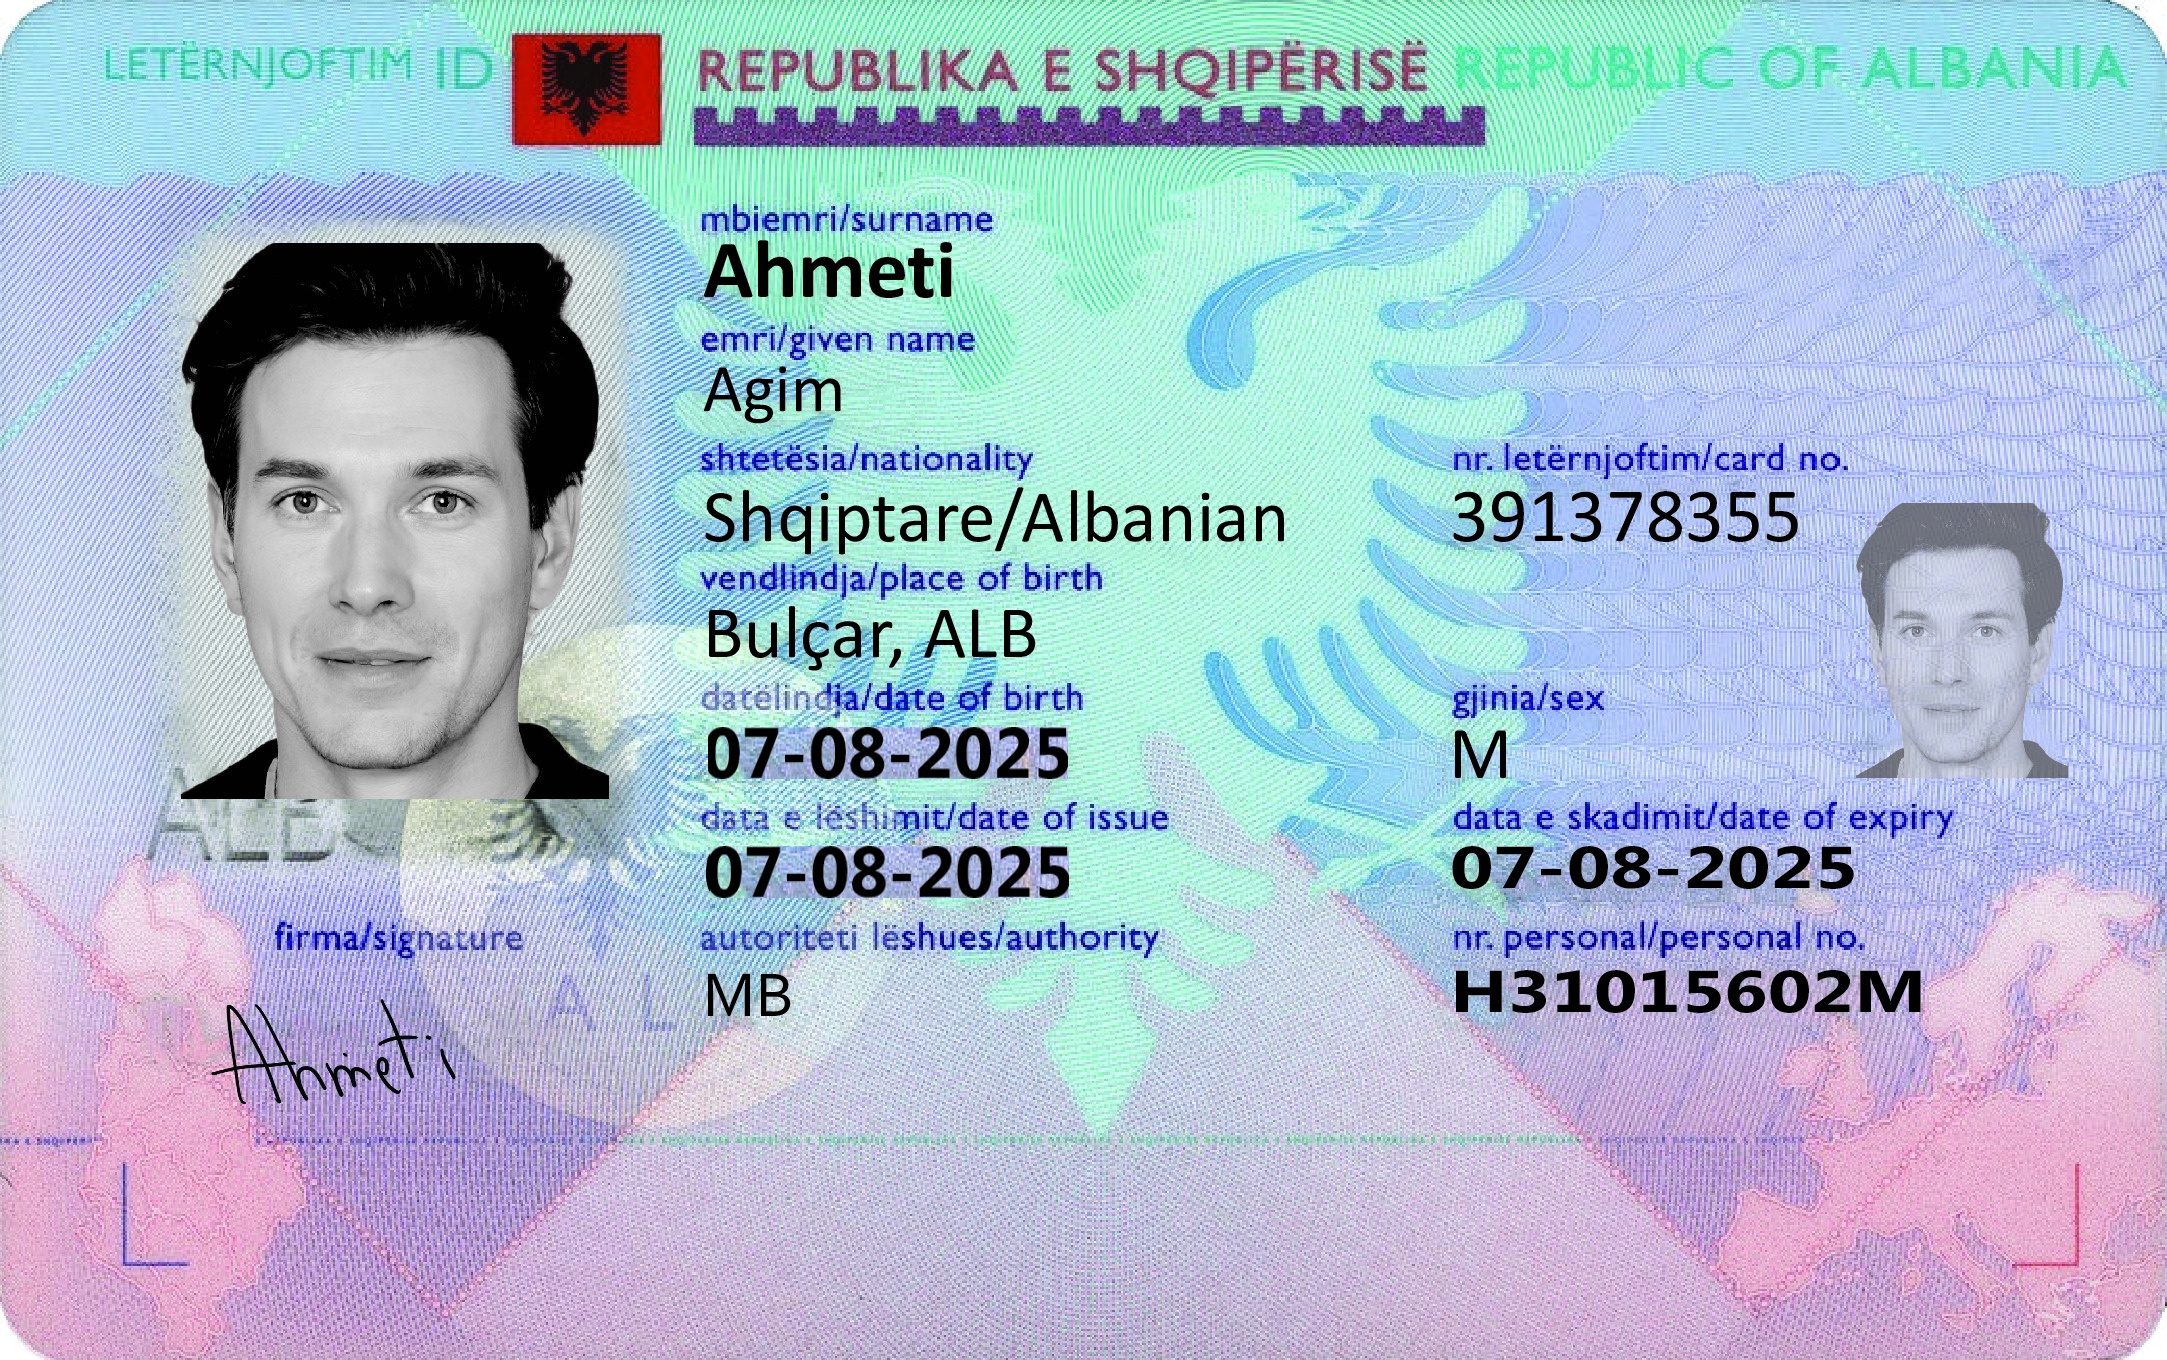 LETËRNJOFTIM ID REPUBLIKA E SHQIPËRISË REPUBLIC OF ALBANIA
mbiemri/surname
Ahmeti
emri/given name
Agim
shtetësia/nationality
Shqiptare/Albanian
nr. letërnjoftim/card no.
391378355
vendlindja/place of birth
Bulçar, ALB
datëlindja/date of birth
07-08-2025
gjinia/sex
M
data e lëshimit/date of issue
07-08-2025
data e skadimit/date of expiry
07-08-2025
autoriteti lëshues/authority
MB
nr. personal/personal no.
H31015602M
ALB
firma/signature
Ahmeti